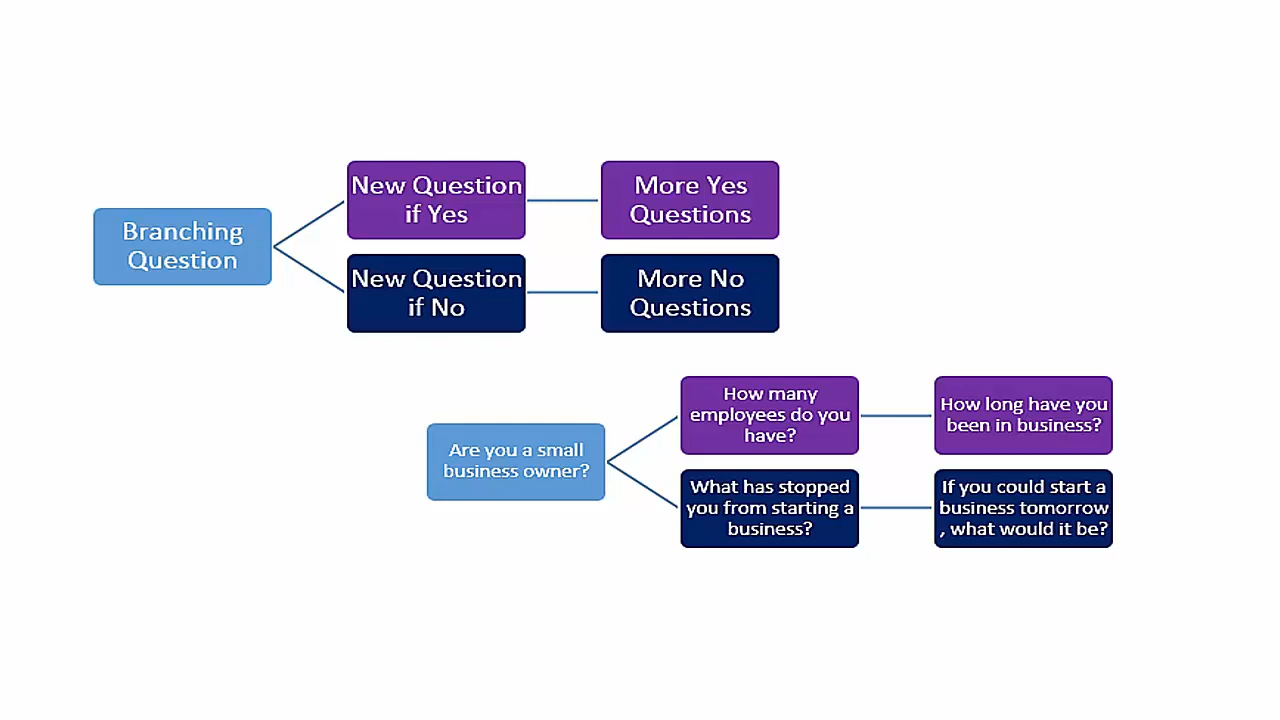 Branching
Question
New Question
if Yes
More Yes
Questions
New Question
if No
More No
Questions
Are you a small
business owner?
How many
employees do you
have?
How long have you
been in business?
What has stopped
you from starting a
business?
If you could start a
business tomorrow
, what would it be?